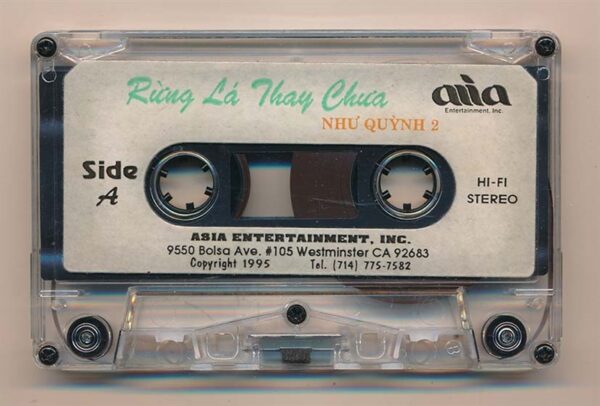 Rừng Lá Thay Chưa
asia
Entertainment, Inc.
NHƯ QUỲNH 2
Side
A
HI-FI
STEREO
ASIA ENTERTAINMENT, INC.
9550 Bolsa Ave. #105 Westminster CA 92683
Copyright 1995 Tel. (714) 775-7582